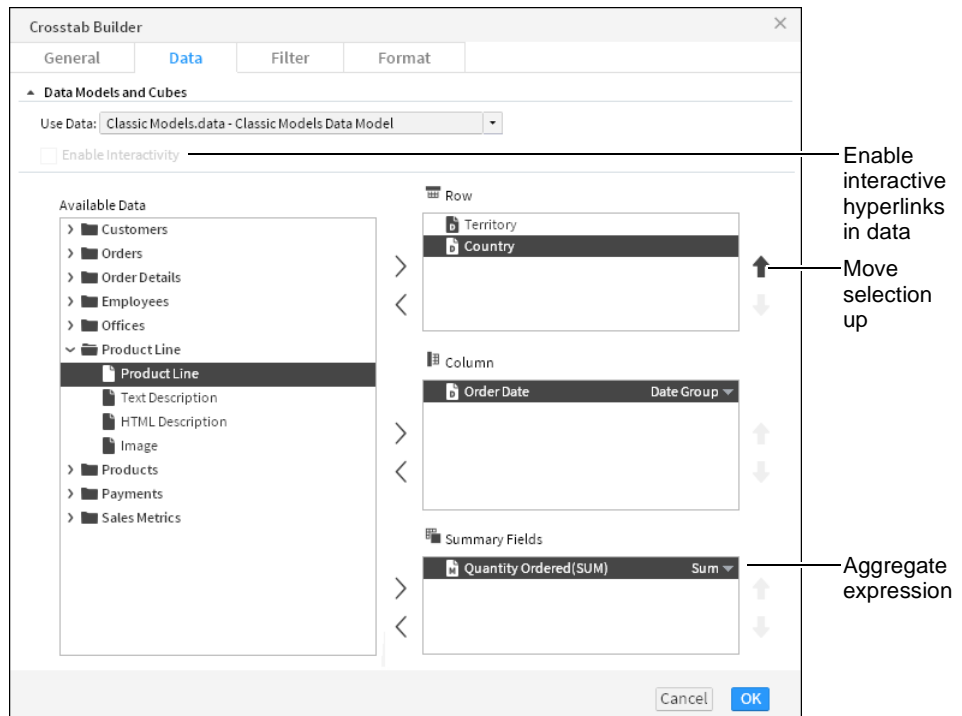 Crosstab Builder
General Data Filter Format
Data Models and Cubes
Use Data: Classic Models.data - Classic Models Data Model
Enable Interactivity
Enable
interactive
hyperlinks
in data
Available Data
Customers
Orders
Order Details
Employees
Offices
Product Line
Product Line
Text Description
HTML Description
Image
Products
Payments
Sales Metrics
Row
Territory
Country
Move
selection
up
Column
Order Date Date Group
Summary Fields
Quantity Ordered(SUM) Sum
Aggregate
expression
Cancel OK